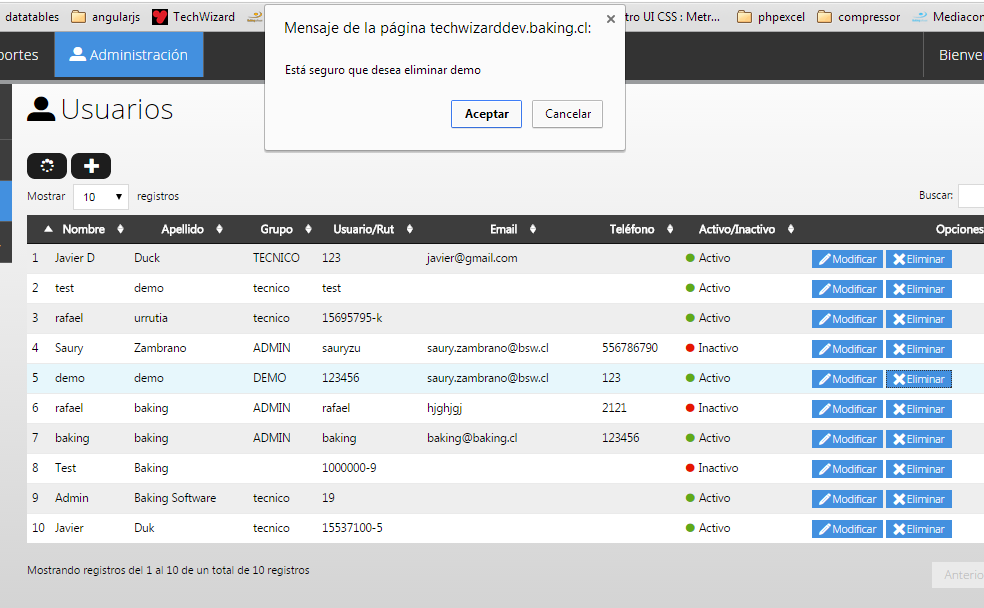 datatables angularjs TechWizard tro UI CSS : Metr... phpexcel compressor Mediacon
Mensaje de la página techwizarddev.baking.cl:
Está seguro que desea eliminar demo
Aceptar Cancelar
portes Administración Bienve
Usuarios
Mostrar 10 registros Buscar:
Nombre Apellido Grupo Usuario/Rut Email Teléfono Activo/Inactivo Opciones
1 Javier D Duck TECNICO 123 javier@gmail.com Activo Modificar Eliminar
2 test demo tecnico test Activo Modificar Eliminar
3 rafael urrutia tecnico 15695795-k Activo Modificar Eliminar
4 Saury Zambrano ADMIN sauryzu saury.zambrano@bsw.cl 556786790 Inactivo Modificar Eliminar
5 demo demo DEMO 123456 saury.zambrano@bsw.cl 123 Activo Modificar Eliminar
6 rafael baking ADMIN rafael hjghjgj 2121 Inactivo Modificar Eliminar
7 baking baking ADMIN baking baking@baking.cl 123456 Activo Modificar Eliminar
8 Test Baking 1000000-9 Inactivo Modificar Eliminar
9 Admin Baking Software tecnico 19 Activo Modificar Eliminar
10 Javier Duk tecnico 15537100-5 Activo Modificar Eliminar
Mostrando registros del 1 al 10 de un total de 10 registros
Anterio